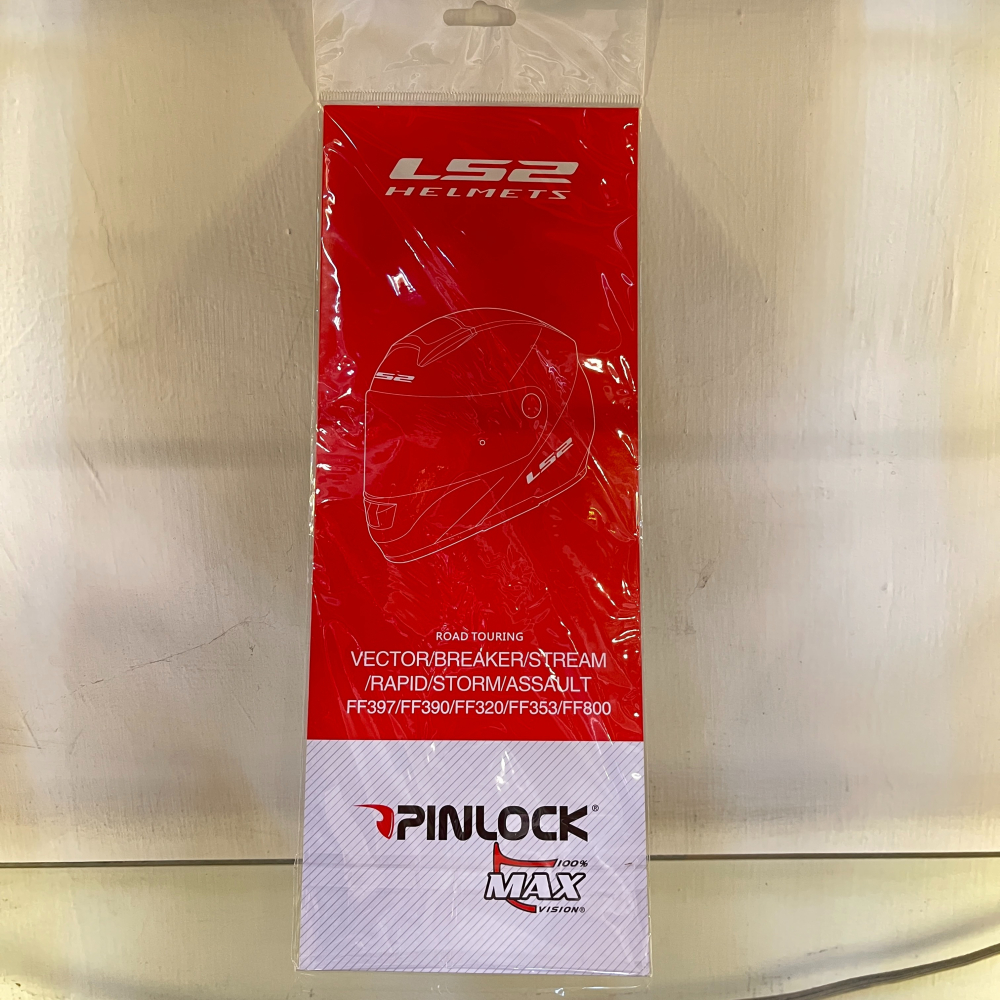 LS2
HELMETS
LS2
LS2
ROAD TOURING
VECTOR/BREAKER/STREAM
/RAPID/STORM/ASSAULT
FF397/FF390/FF320/FF353/FF800
PINLOCK®
100%
MAX
VISION®